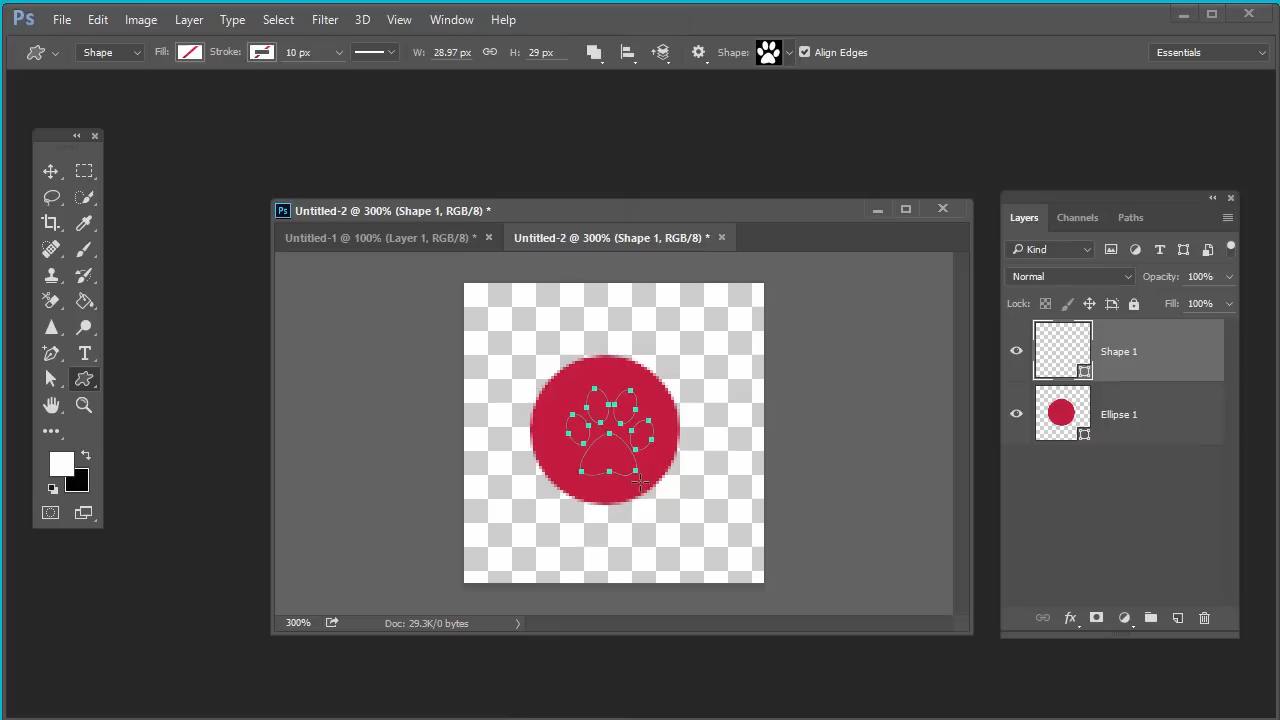 Ps File Edit Image Layer Type Select Filter 3D View Window Help
Shape Fill: Stroke: 10 px W: 28.97 px H: 29 px Shape: Align Edges Essentials
Ps Untitled-2 @ 300% (Shape 1, RGB/8) *
Untitled-1 @ 100% (Layer 1, RGB/8) * Untitled-2 @ 300% (Shape 1, RGB/8) *
Layers Channels Paths
Kind T
Normal Opacity: 100%
Lock: Fill: 100%
Shape 1
Ellipse 1
fx
300% Doc: 29.3K/0 bytes